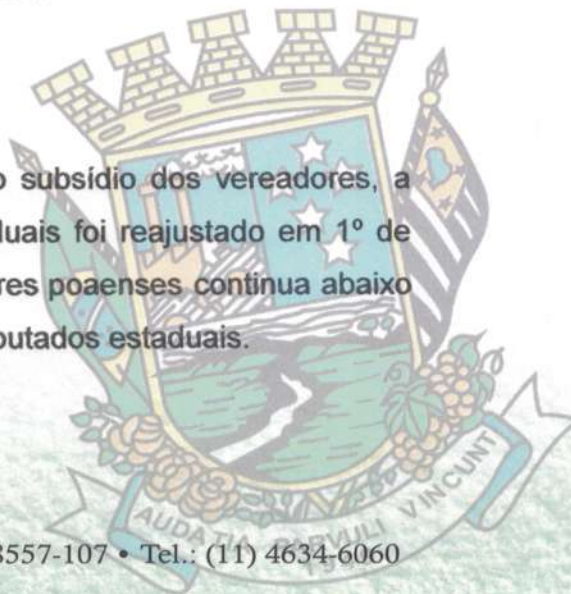 o subsídio dos vereadores, a
duais foi reajustado em 1º de
res poaenses continua abaixo
putados estaduais.
AUDACIA PARVULI VINCUNT
3557-107 • Tel.: (11) 4634-6060